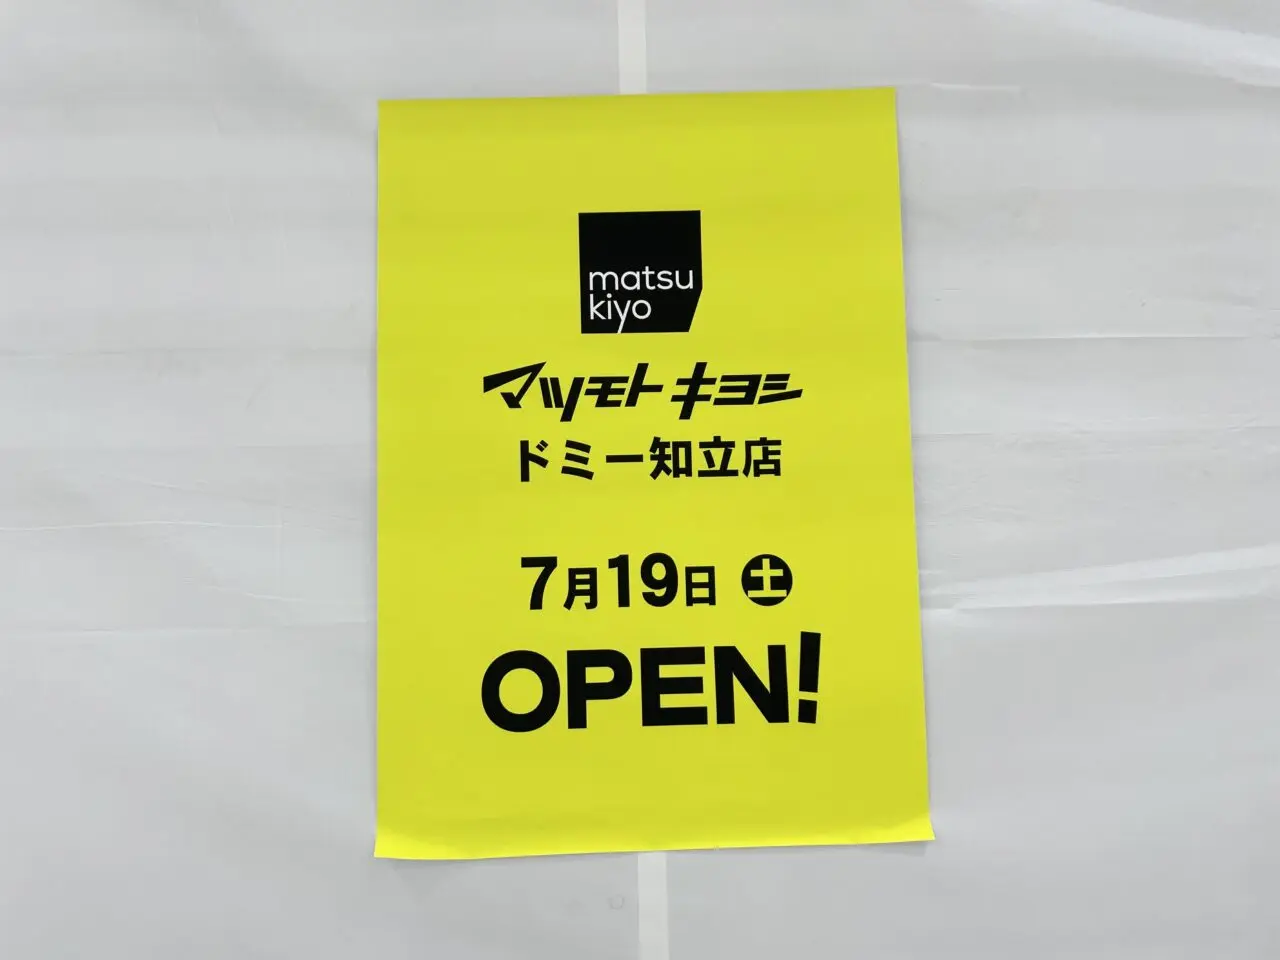 matsu
kiyo
マツモトキヨシ
ドミー知立店
7月19日 土
OPEN!